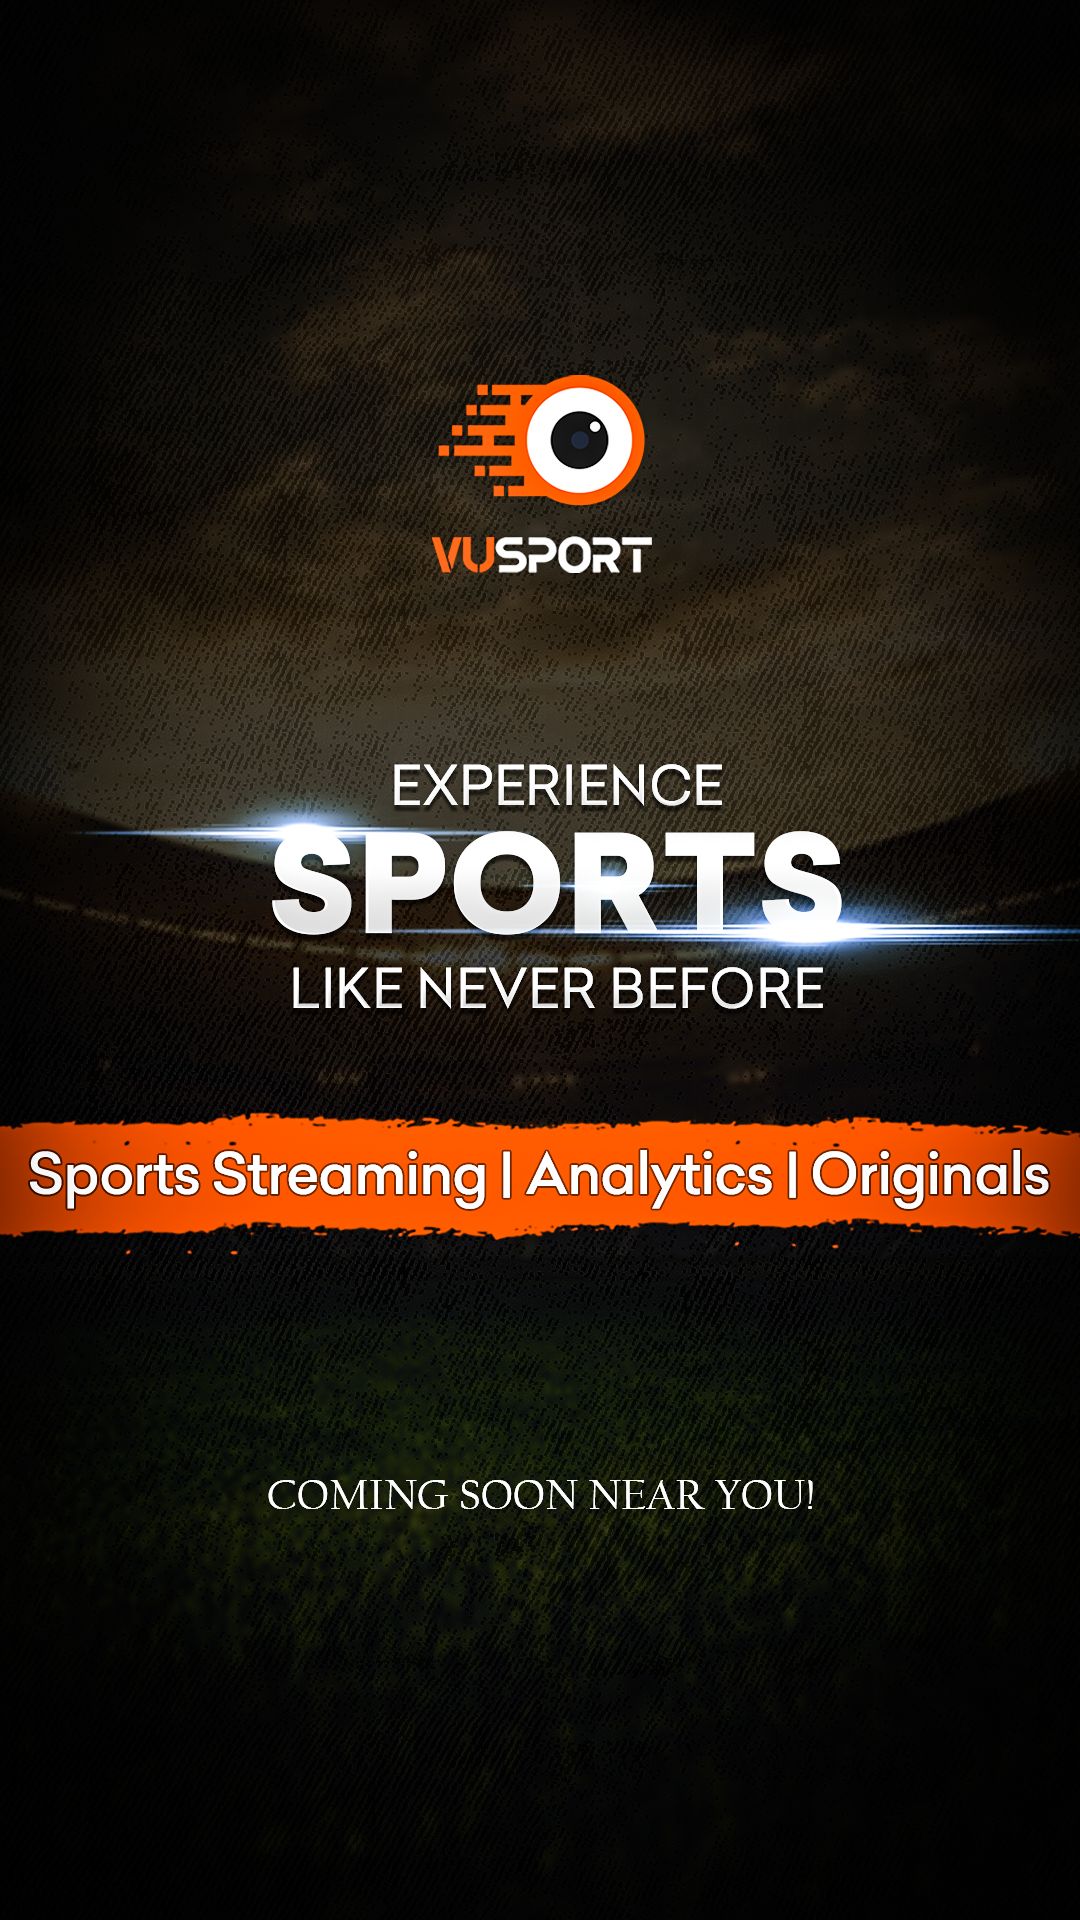 VUSPORT
EXPERIENCE
SPORTS
LIKE NEVER BEFORE
Sports Streaming | Analytics | Originals
COMING SOON NEAR YOU!